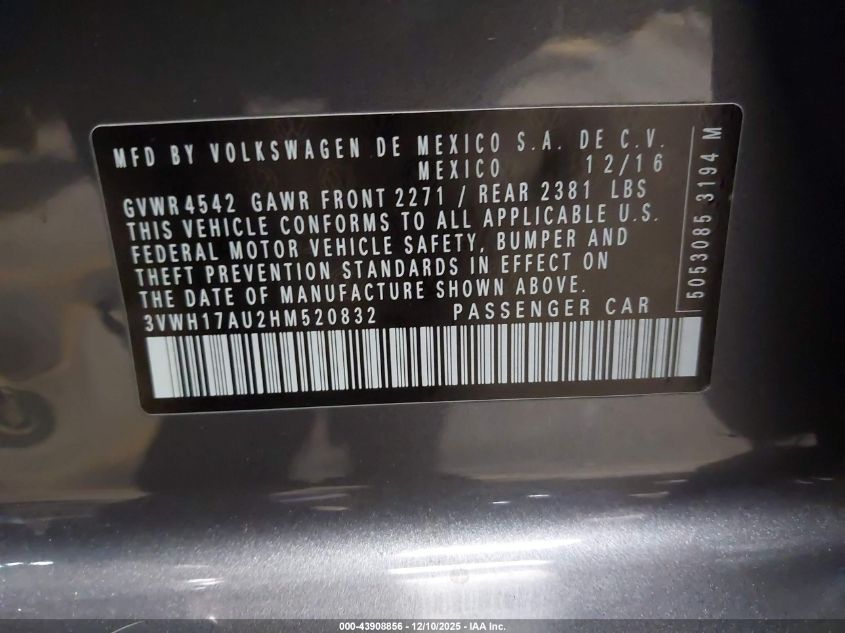 MFD BY VOLKSWAGEN DE MEXICO S.A. DE C.V.
MEXICO 12/16
GVWR 4542 GAWR FRONT 2271 / REAR 2381 LBS
THIS VEHICLE CONFORMS TO ALL APPLICABLE U.S.
FEDERAL MOTOR VEHICLE SAFETY, BUMPER AND
THEFT PREVENTION STANDARDS IN EFFECT ON
THE DATE OF MANUFACTURE SHOWN ABOVE.
3VWH17AU2HM520832 PASSENGER CAR
5053085 3194 M
000-43908856 - 12/10/2025 - IAA Inc.